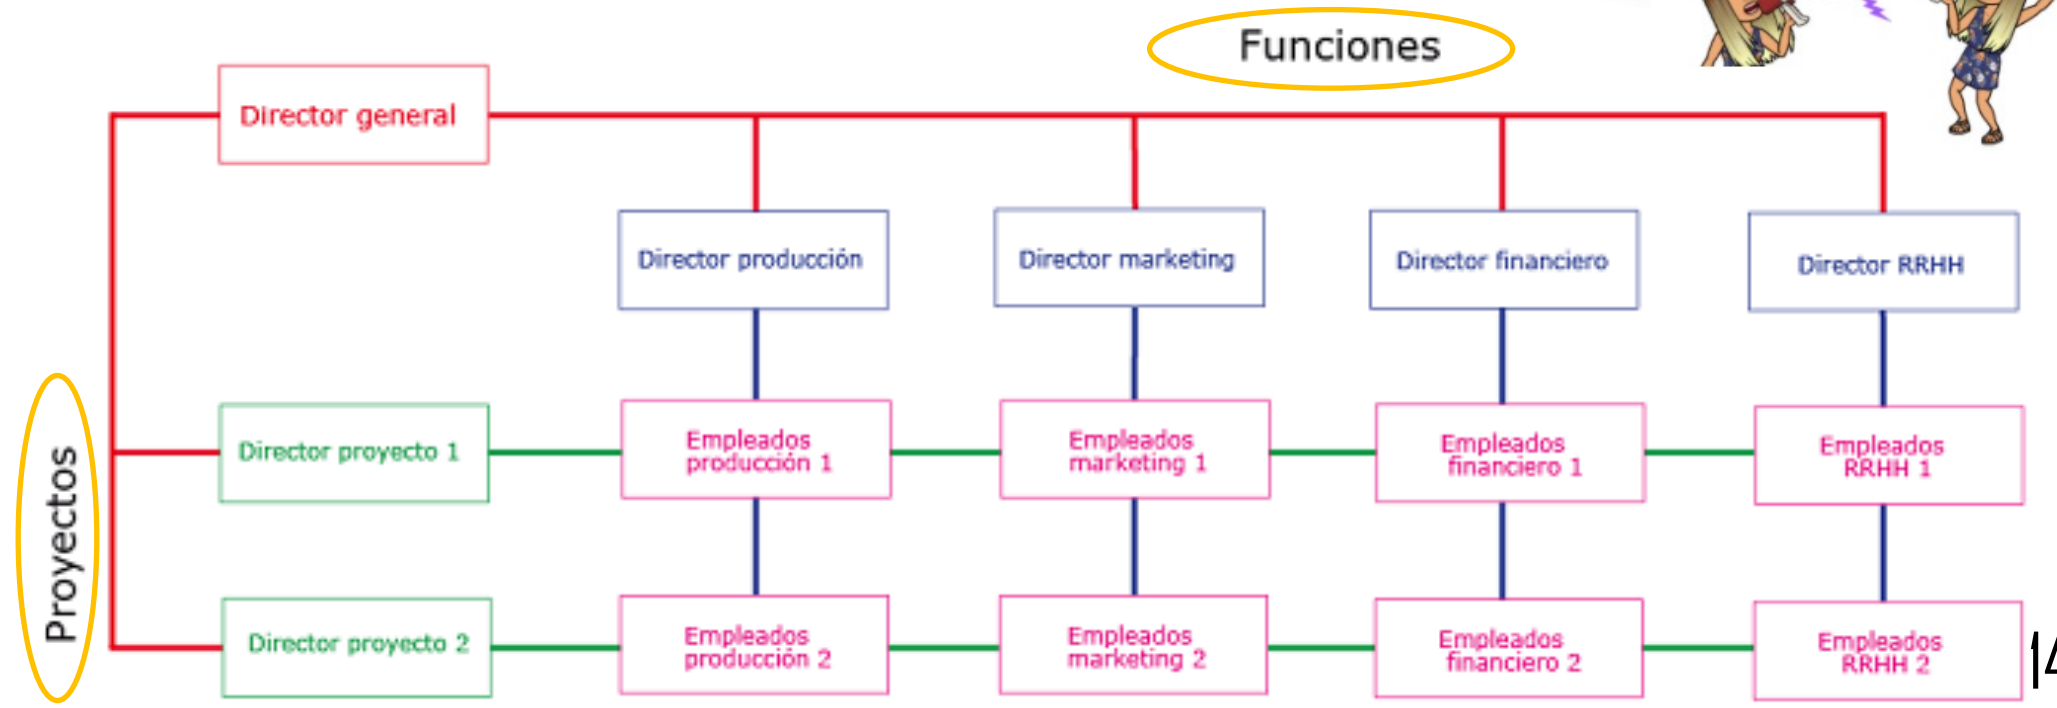 Funciones
Director general
Director producción
Director marketing
Director financiero
Director RRHH
Proyectos
Director proyecto 1
Empleados
producción 1
Empleados
marketing 1
Empleados
financiero 1
Empleados
RRHH 1
Director proyecto 2
Empleados
producción 2
Empleados
marketing 2
Empleados
financiero 2
Empleados
RRHH 2